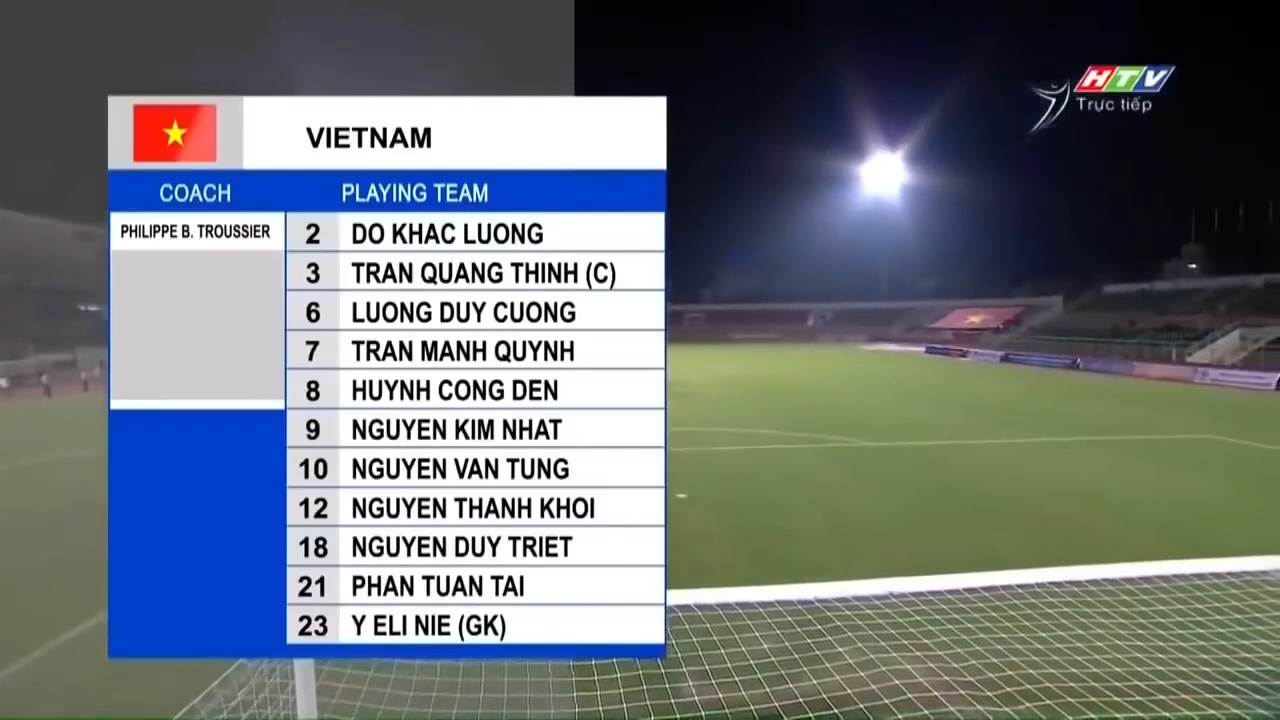 HTV
Trực tiếp
VIETNAM
COACH
PLAYING TEAM
PHILIPPE B. TROUSSIER
2 DO KHAC LUONG
3 TRAN QUANG THINH (C)
6 LUONG DUY CUONG
7 TRAN MANH QUYNH
8 HUYNH CONG DEN
9 NGUYEN KIM NHAT
10 NGUYEN VAN TUNG
12 NGUYEN THANH KHOI
18 NGUYEN DUY TRIET
21 PHAN TUAN TAI
23 Y ELI NIE (GK)